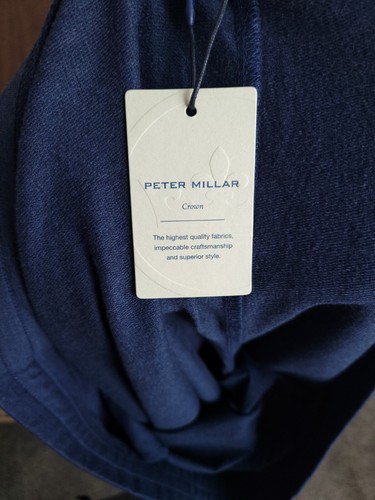 PETER MILLAR
Crown
The highest quality fabrics,
impeccable craftsmanship
and superior style.